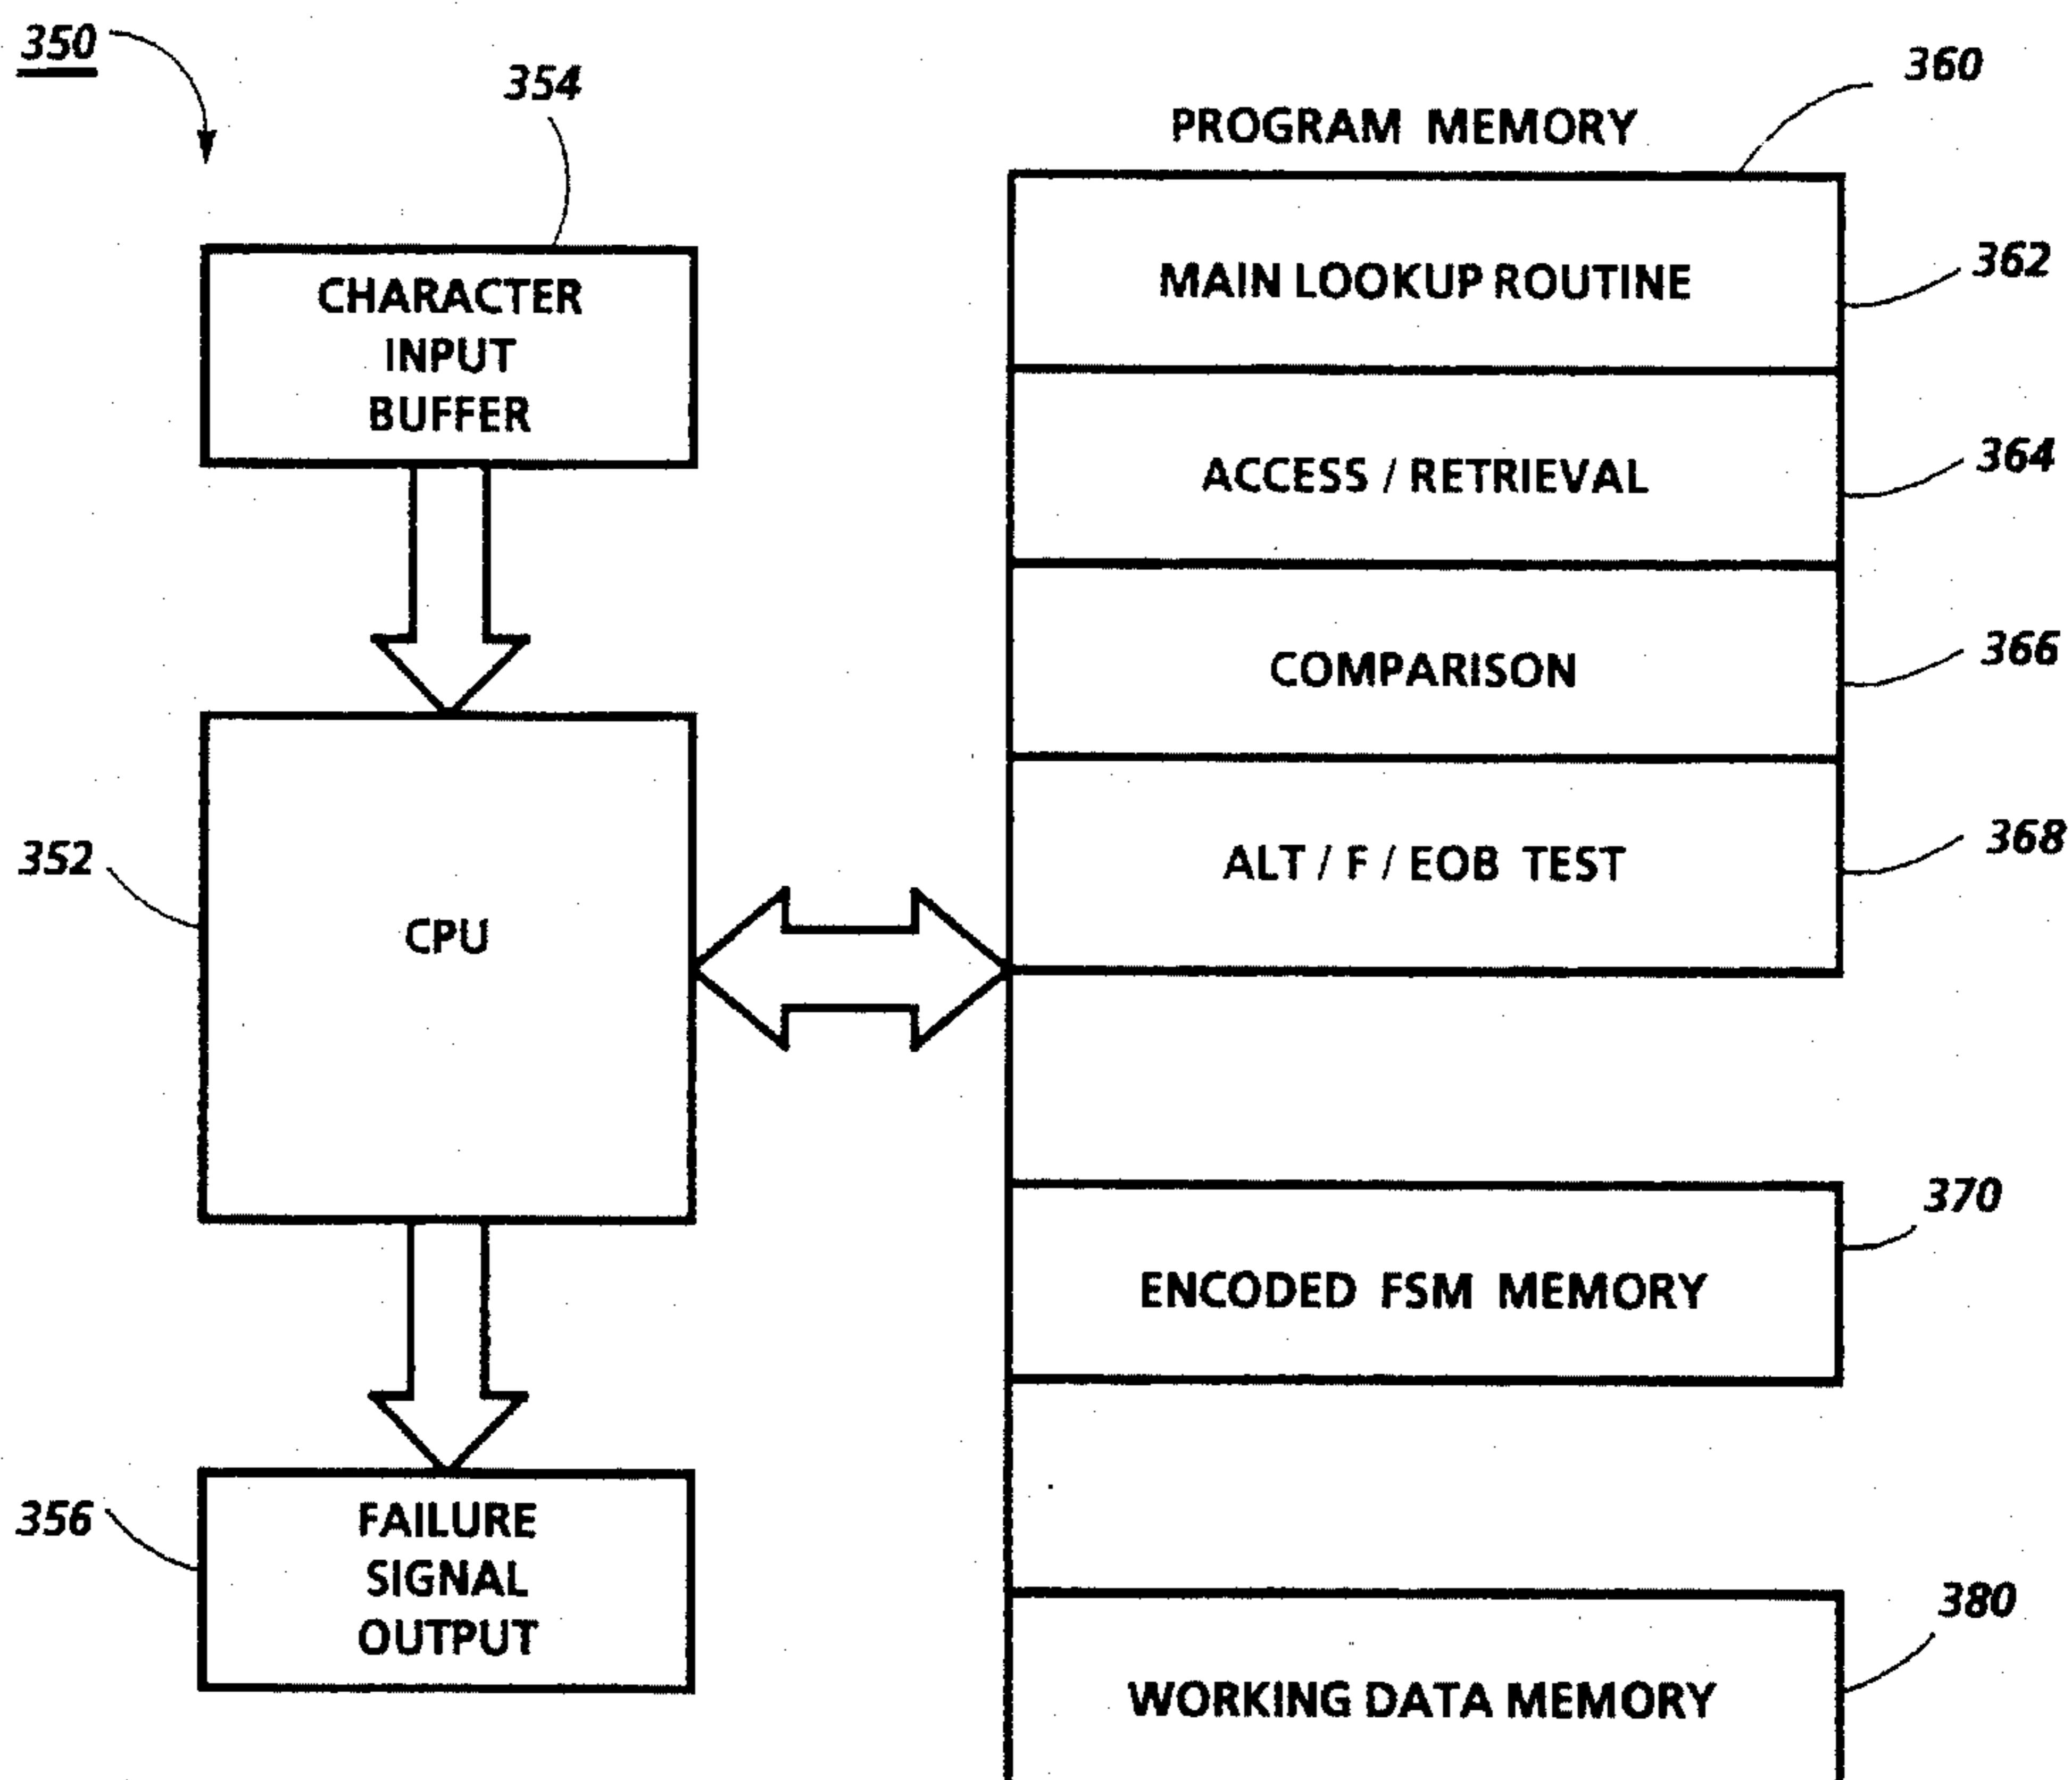 350
354
CHARACTER
INPUT
BUFFER
352
CPU
356
FAILURE
SIGNAL
OUTPUT
360
PROGRAM MEMORY
MAIN LOOKUP ROUTINE
362
ACCESS / RETRIEVAL
364
COMPARISON
366
ALT / F / EOB TEST
368
370
ENCODED FSM MEMORY
380
WORKING DATA MEMORY